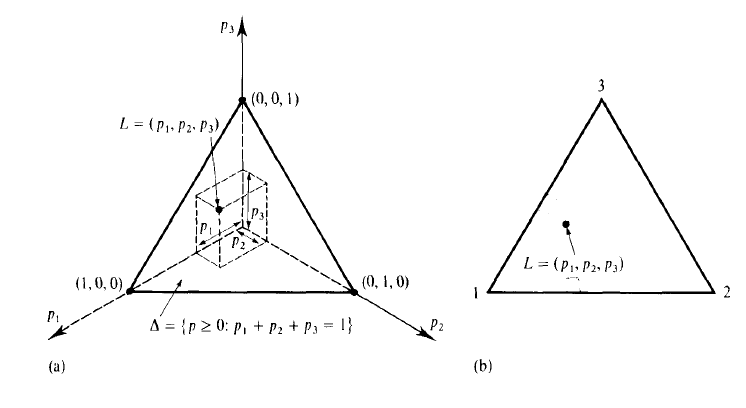 p₃
(0, 0, 1)
L = (p₁, p₂, p₃)
p₃
p₁
p₂
(1, 0, 0)
(0, 1, 0)
p₁
Δ = {p ≥ 0: p₁ + p₂ + p₃ = 1}
p₂
(a)
3
L = (p₁, p₂, p₃)
1
2
(b)